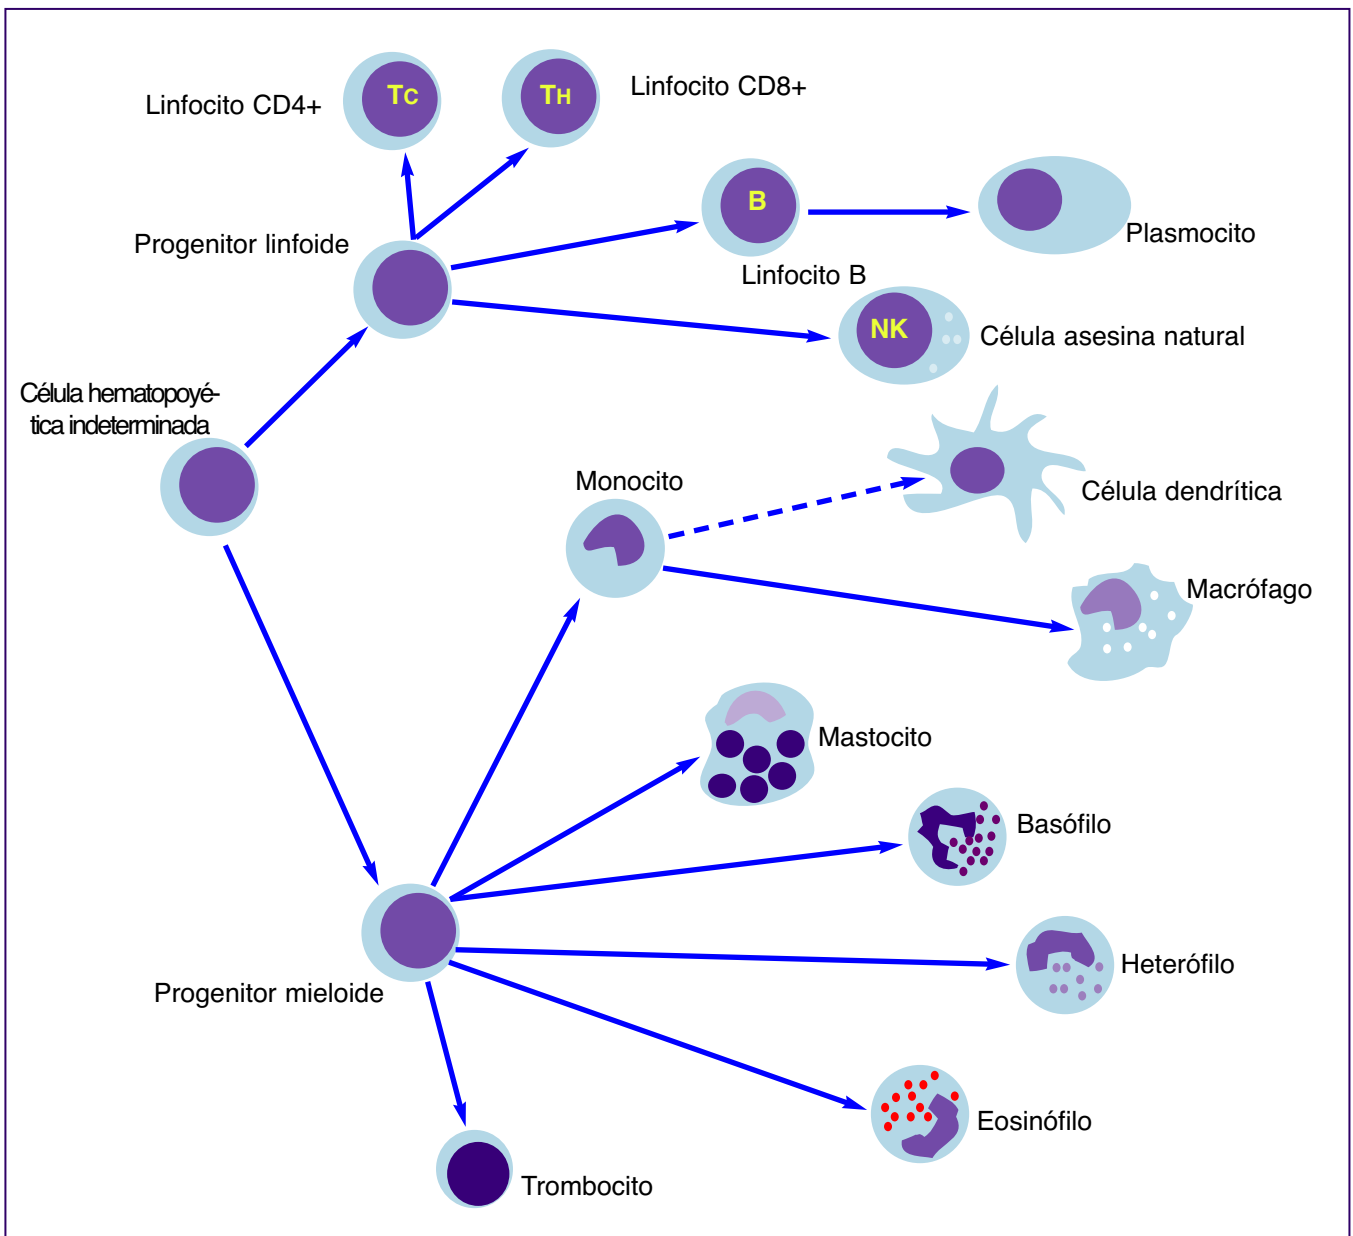 Linfocito CD4+
TC
TH
Linfocito CD8+
B
Progenitor linfoide
Plasmocito
Linfocito B
NK
Célula asesina natural
Célula hematopoyé-
tica indeterminada
Monocito
Célula dendrítica
Macrófago
Mastocito
Basófilo
Heterófilo
Progenitor mieloide
Eosinófilo
Trombocito